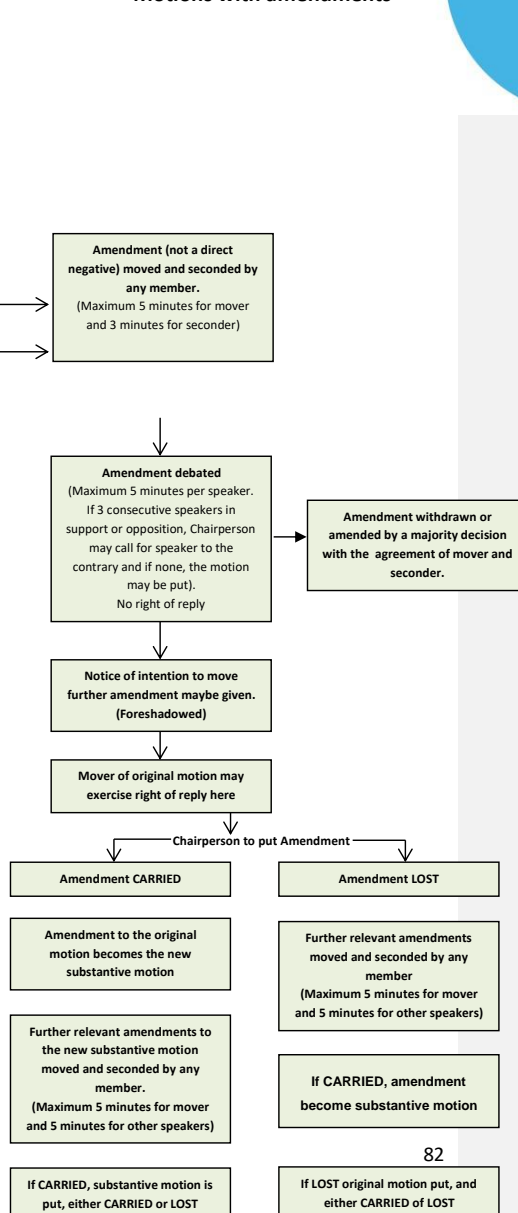 Motions with amendments
Amendment (not a direct
negative) moved and seconded by
any member.
(Maximum 5 minutes for mover
and 3 minutes for seconder)
Amendment debated
(Maximum 5 minutes per speaker.
If 3 consecutive speakers in
support or opposition, Chairperson
may call for speaker to the
contrary and if none, the motion
may be put).
No right of reply
Amendment withdrawn or
amended by a majority decision
with the agreement of mover and
seconder.
Notice of intention to move
further amendment maybe given.
(Foreshadowed)
Mover of original motion may
exercise right of reply here
Chairperson to put Amendment
Amendment CARRIED
Amendment to the original
motion becomes the new
substantive motion
Further relevant amendments to
the new substantive motion
moved and seconded by any
member.
(Maximum 5 minutes for mover
and 5 minutes for other speakers)
If CARRIED, substantive motion is
put, either CARRIED or LOST
Amendment LOST
Further relevant amendments
moved and seconded by any
member
(Maximum 5 minutes for mover
and 5 minutes for other speakers)
If CARRIED, amendment
become substantive motion
If LOST original motion put, and
either CARRIED of LOST
82